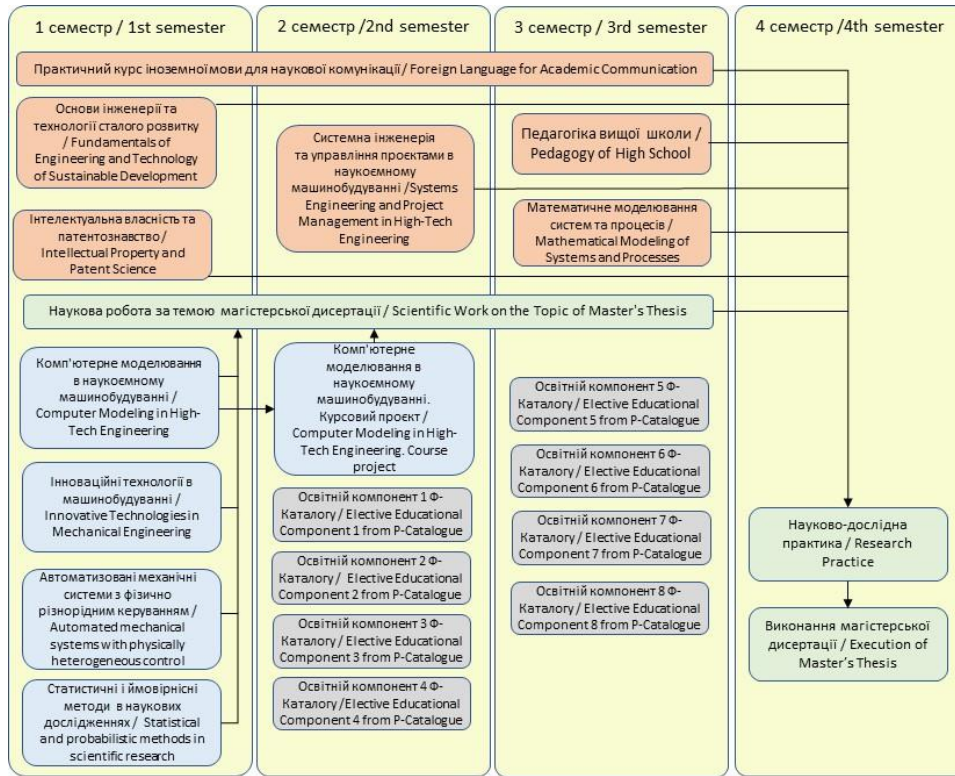 1 семестр / 1st semester
2 семестр /2nd semester
3 семестр / 3rd semester
4 семестр /4th semester
Практичний курс іноземної мови для наукової комунікації / Foreign Language for Academic Communication
Основи інженерії та
технології сталого розвитку
/ Fundamentals of
Engineering and Technology
of Sustainable Development
Інтелектуальна власність та
патентознавство /
Intellectual Property and
Patent Science
Системна інженерія
та управління проєктами в
наукоємному
машинобудуванні /Systems
Engineering and Project
Management in High-Tech
Engineering
Педагогіка вищої школи /
Pedagogy of High School
Математичне моделювання
систем та процесів /
Mathematical Modeling of
Systems and Processes
Наукова робота за темою магістерської дисертації / Scientific Work on the Topic of Master's Thesis
Комп'ютерне моделювання
в наукоємному
машинобудуванні /
Computer Modeling in High-
Tech Engineering
Інноваційні технології в
машинобудуванні /
Innovative Technologies in
Mechanical Engineering
Автоматизовані механічні
системи з фізично
різнорідним керуванням /
Automated mechanical
systems with physically
heterogeneous control
Статистичні і ймовірнісні
методи в наукових
дослідженнях / Statistical
and probabilistic methods in
scientific research
Комп'ютерне
моделювання в
наукоємному
машинобудуванні.
Курсовий проєкт /
Computer Modeling in High-
Tech Engineering. Course
project
Освітній компонент 1 Ф-
Каталогу / Elective Educational
Component 1 from P-Catalogue
Освітній компонент 2 Ф-
Каталогу / Elective Educational
Component 2 from P-Catalogue
Освітній компонент 3 Ф-
Каталогу / Elective Educational
Component 3 from P-Catalogue
Освітній компонент 4 Ф-
Каталогу /Elective Educational
Component 4 from P-Catalogue
Освітній компонент 5 Ф-
Каталогу / Elective Educational
Component 5 from P-Catalogue
Освітній компонент 6 Ф-
Каталогу / Elective Educational
Component 6 from P-Catalogue
Освітній компонент 7 Ф-
Каталогу / Elective Educational
Component 7 from P-Catalogue
Освітній компонент 8 Ф-
Каталогу / Elective Educational
Component 8 from P-Catalogue
Науково-дослідна
практика / Research
Practice
Виконання магістерської
дисертації / Execution of
Master's Thesis